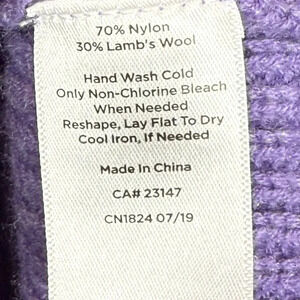 70% Nylon
30% Lamb's Wool
Hand Wash Cold
Only Non-Chlorine Bleach
When Needed
Reshape, Lay Flat To Dry
Cool Iron, If Needed
Made In China
CA# 23147
CN1824 07/19